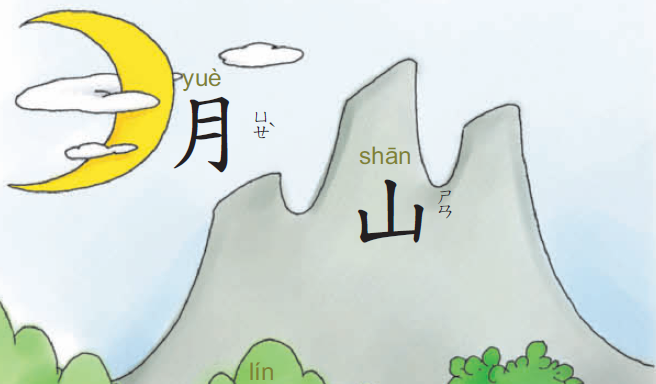 yuè
月 ㄩㄝˋ
shān
山 ㄕㄢ
lín